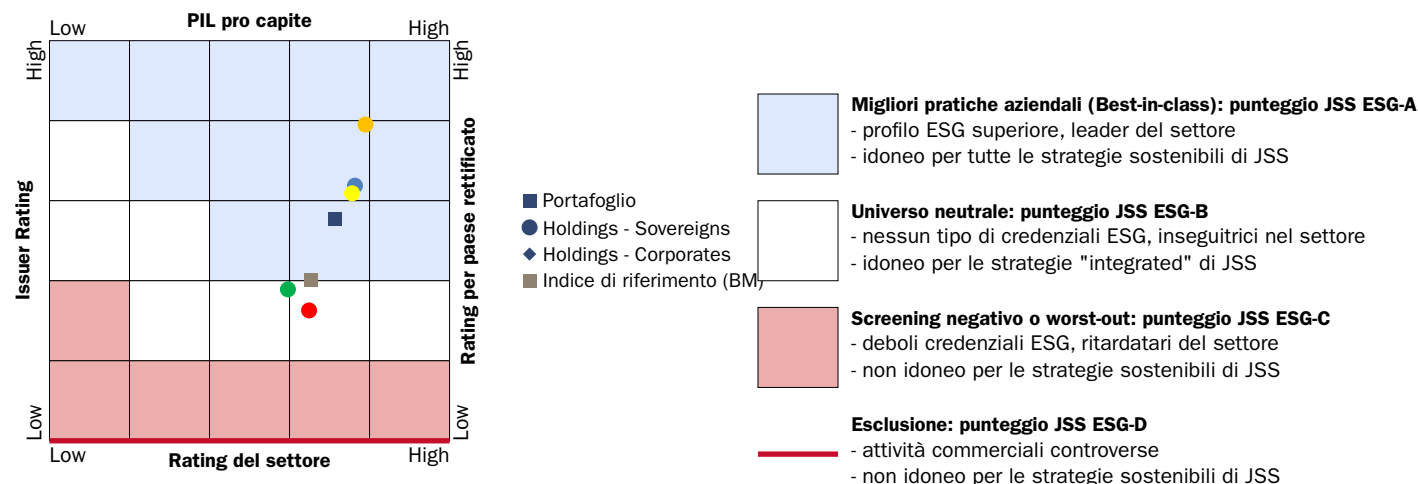 PIL pro capite
Low
High
High
High
Issuer Rating
Rating per paese rettificato
Low
Low
Low
High
Rating del settore
Portafoglio
Holdings - Sovereigns
Holdings - Corporates
Indice di riferimento (BM)
Migliori pratiche aziendali (Best-in-class): punteggio JSS ESG-A
- profilo ESG superiore, leader del settore
- idoneo per tutte le strategie sostenibili di JSS
Universo neutrale: punteggio JSS ESG-B
- nessun tipo di credenziali ESG, inseguitrici nel settore
- idoneo per le strategie "integrated" di JSS
Screening negativo o worst-out: punteggio JSS ESG-C
- deboli credenziali ESG, ritardatari del settore
- non idoneo per le strategie sostenibili di JSS
Esclusione: punteggio JSS ESG-D
- attività commerciali controverse
- non idoneo per le strategie sostenibili di JSS